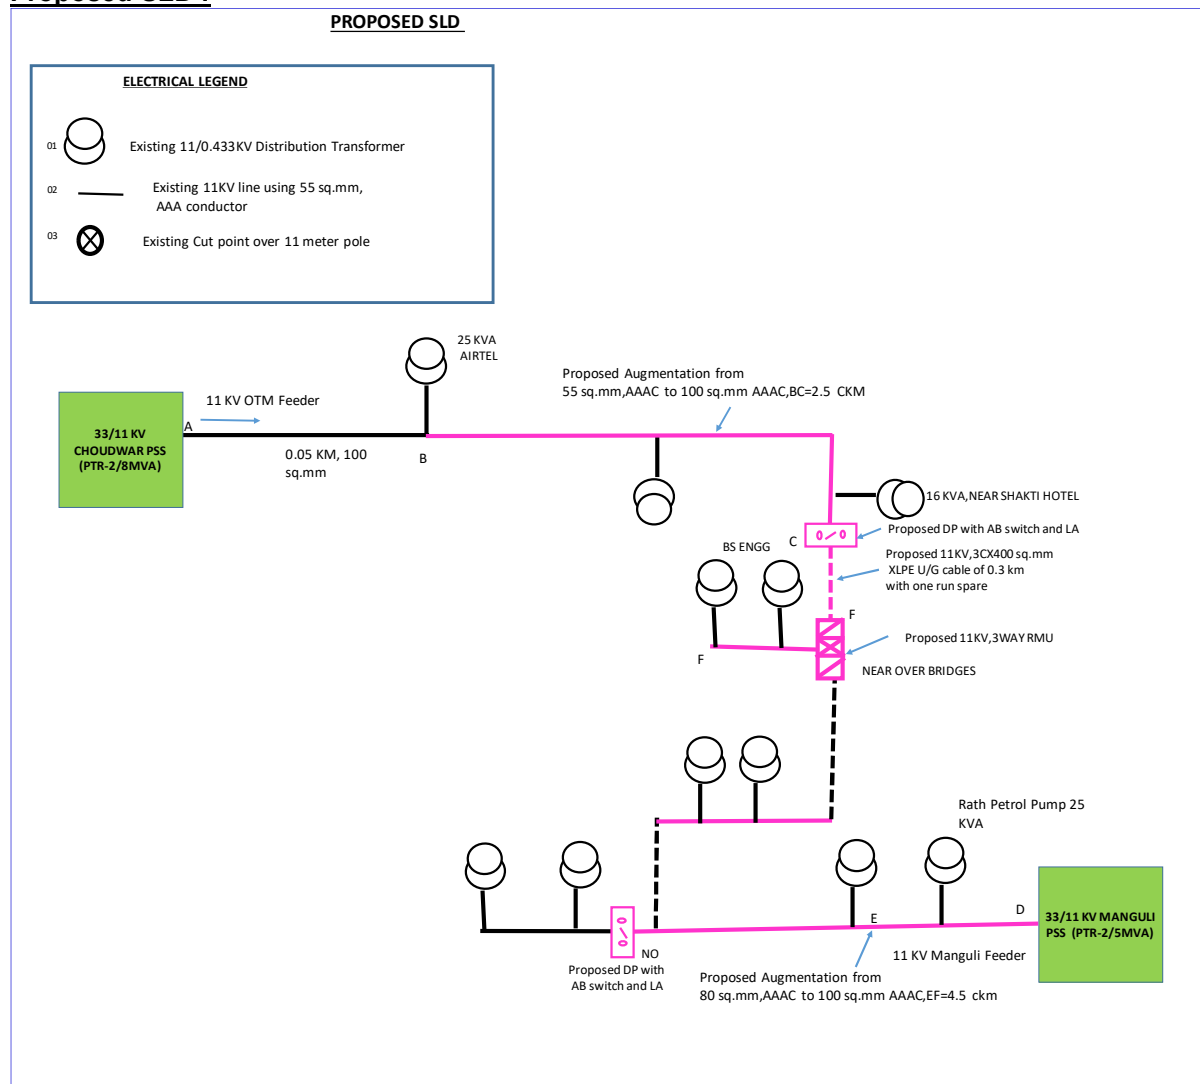 PROPOSED SLD
ELECTRICAL LEGEND
01
Existing 11/0.433KV Distribution Transformer
02
Existing 11KV line using 55 sq.mm,
AAA conductor
03
Existing Cut point over 11 meter pole
25 KVA
AIRTEL
Proposed Augmentation from
55 sq.mm,AAAC to 100 sq.mm AAAC,BC=2.5 CKM
11 KV OTM Feeder
A
33/11 KV
CHOUDWAR PSS
(PTR-2/8MVA)
0.05 KM, 100
sq.mm
B
16 KVA,NEAR SHAKTI HOTEL
C
Proposed DP with AB switch and LA
BS ENGG
Proposed 11KV,3CX400 sq.mm
XLPE U/G cable of 0.3 km
with one run spare
F
Proposed 11KV,3WAY RMU
F
NEAR OVER BRIDGES
Rath Petrol Pump 25
KVA
D
E
33/11 KV MANGULI
PSS (PTR-2/5MVA)
NO
11 KV Manguli Feeder
Proposed DP with
AB switch and LA
Proposed Augmentation from
80 sq.mm,AAAC to 100 sq.mm AAAC,EF=4.5 ckm